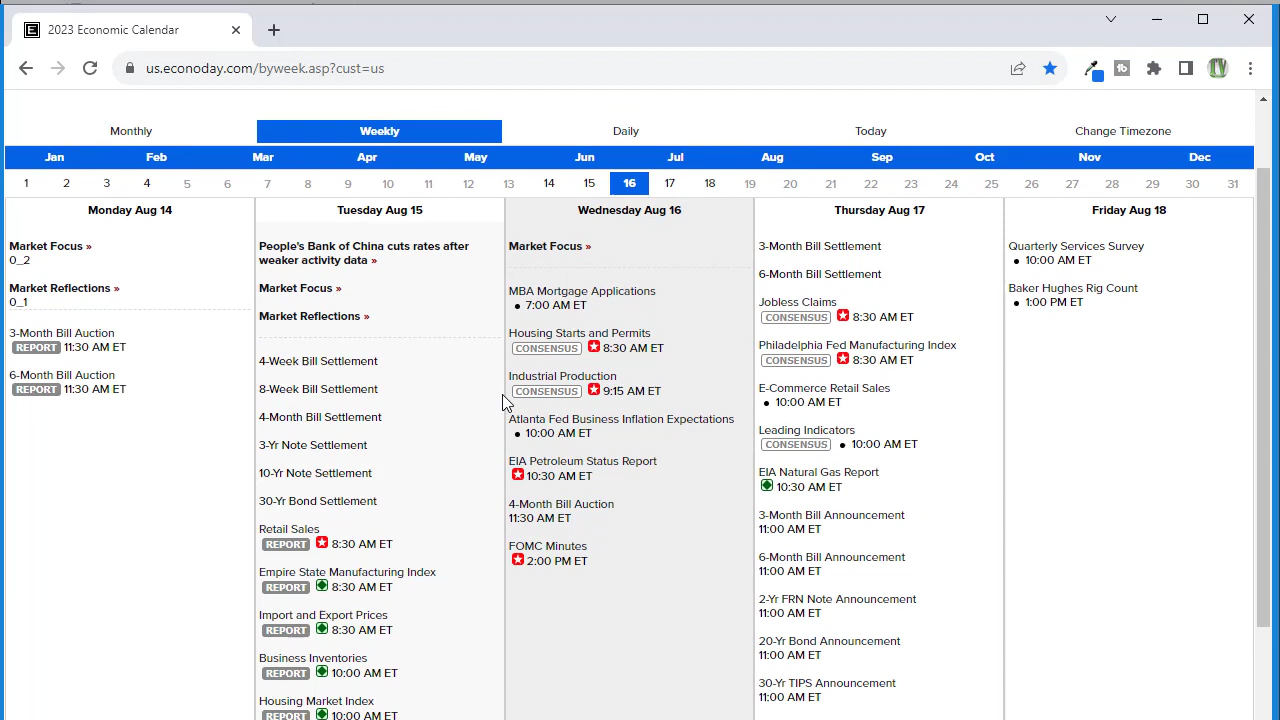 2023 Economic Calendar
us.econoday.com/byweek.asp?cust=us
Monthly Weekly Daily Today Change Timezone
Jan Feb Mar Apr May Jun Jul Aug Sep Oct Nov Dec
1 2 3 4 5 6 7 8 9 10 11 12 13 14 15 16 17 18 19 20 21 22 23 24 25 26 27 28 29 30 31
Monday Aug 14
Market Focus »
0_2
Market Reflections »
0_1
3-Month Bill Auction
REPORT 11:30 AM ET
6-Month Bill Auction
REPORT 11:30 AM ET
Tuesday Aug 15
People's Bank of China cuts rates after
weaker activity data »
Market Focus »
Market Reflections »
4-Week Bill Settlement
8-Week Bill Settlement
4-Month Bill Settlement
3-Yr Note Settlement
10-Yr Note Settlement
30-Yr Bond Settlement
Retail Sales
REPORT 8:30 AM ET
Empire State Manufacturing Index
REPORT 8:30 AM ET
Import and Export Prices
REPORT 8:30 AM ET
Business Inventories
REPORT 10:00 AM ET
Housing Market Index
REPORT 10:00 AM ET
Wednesday Aug 16
Market Focus »
MBA Mortgage Applications
• 7:00 AM ET
Housing Starts and Permits
CONSENSUS 8:30 AM ET
Industrial Production
CONSENSUS 9:15 AM ET
Atlanta Fed Business Inflation Expectations
• 10:00 AM ET
EIA Petroleum Status Report
10:30 AM ET
4-Month Bill Auction
11:30 AM ET
FOMC Minutes
2:00 PM ET
Thursday Aug 17
3-Month Bill Settlement
6-Month Bill Settlement
Jobless Claims
CONSENSUS 8:30 AM ET
Philadelphia Fed Manufacturing Index
CONSENSUS 8:30 AM ET
E-Commerce Retail Sales
• 10:00 AM ET
Leading Indicators
CONSENSUS • 10:00 AM ET
EIA Natural Gas Report
10:30 AM ET
3-Month Bill Announcement
11:00 AM ET
6-Month Bill Announcement
11:00 AM ET
2-Yr FRN Note Announcement
11:00 AM ET
20-Yr Bond Announcement
11:00 AM ET
30-Yr TIPS Announcement
11:00 AM ET
Friday Aug 18
Quarterly Services Survey
• 10:00 AM ET
Baker Hughes Rig Count
• 1:00 PM ET